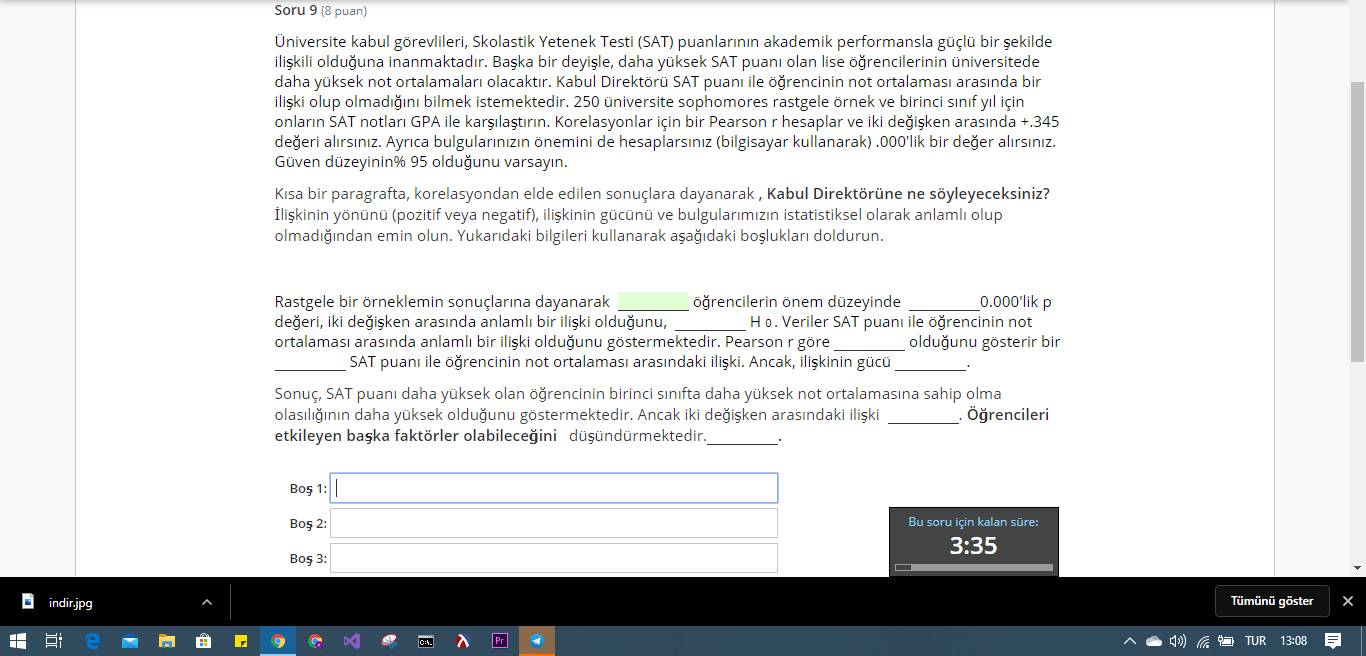 Soru 9 (8 puan)
Üniversite kabul görevlileri, Skolastik Yetenek Testi (SAT) puanlarının akademik performansla güçlü bir şekilde
ilişkili olduğuna inanmaktadır. Başka bir deyişle, daha yüksek SAT puanı olan lise öğrencilerinin üniversitede
daha yüksek not ortalamaları olacaktır. Kabul Direktörü SAT puanı ile öğrencinin not ortalaması arasında bir
ilişki olup olmadığını bilmek istemektedir. 250 üniversite sophomores rastgele örnek ve birinci sınıf yıl için
onların SAT notları GPA ile karşılaştırın. Korelasyonlar için bir Pearson r hesaplar ve iki değişken arasında +.345
değeri alırsınız. Ayrıca bulgularınızın önemini de hesaplarsınız (bilgisayar kullanarak) .000'lik bir değer alırsınız.
Güven düzeyinin% 95 olduğunu varsayın.
Kısa bir paragrafta, korelasyondan elde edilen sonuçlara dayanarak , Kabul Direktörüne ne söyleyeceksiniz?
İlişkinin yönünü (pozitif veya negatif), ilişkinin gücünü ve bulgularımızın istatistiksel olarak anlamlı olup
olmadığından emin olun. Yukarıdaki bilgileri kullanarak aşağıdaki boşlukları doldurun.
Rastgele bir örneklemin sonuçlarına dayanarak ________ öğrencilerin önem düzeyinde ________0.000'lik p
değeri, iki değişken arasında anlamlı bir ilişki olduğunu, ________ H 0 . Veriler SAT puanı ile öğrencinin not
ortalaması arasında anlamlı bir ilişki olduğunu göstermektedir. Pearson r göre ________ olduğunu gösterir bir
________ SAT puanı ile öğrencinin not ortalaması arasındaki ilişki. Ancak, ilişkinin gücü ________.
Sonuç, SAT puanı daha yüksek olan öğrencinin birinci sınıfta daha yüksek not ortalamasına sahip olma
olasılığının daha yüksek olduğunu göstermektedir. Ancak iki değişken arasındaki ilişki ________. Öğrencileri
etkileyen başka faktörler olabileceğini düşündürmektedir.________.
Boş 1:
Boş 2:
Boş 3:
Bu soru için kalan süre:
3:35
indir.jpg
Tümünü göster
Pr
TUR
13:08